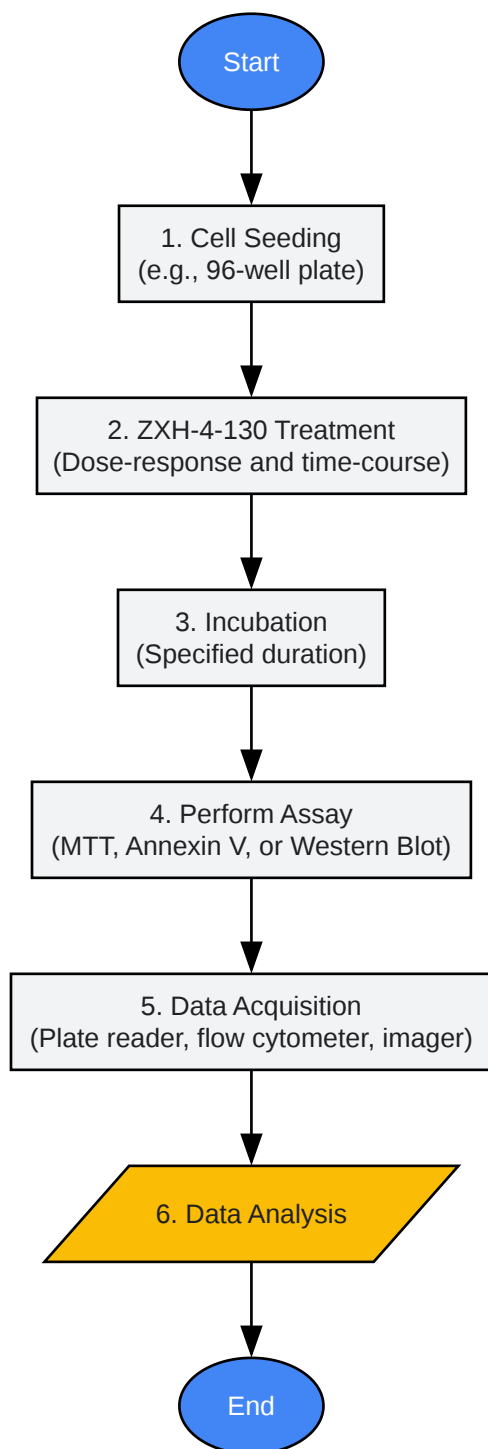 Start
1. Cell Seeding
(e.g., 96-well plate)
2. ZXH-4-130 Treatment
(Dose-response and time-course)
3. Incubation
(Specified duration)
4. Perform Assay
(MTT, Annexin V, or Western Blot)
5. Data Acquisition
(Plate reader, flow cytometer, imager)
6. Data Analysis
End